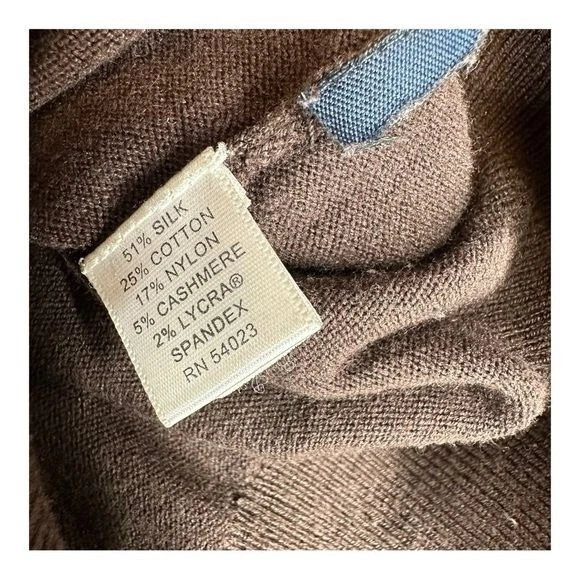 51% SILK
25% COTTON
17% NYLON
5% CASHMERE
2% LYCRA®
SPANDEX
RN 54023